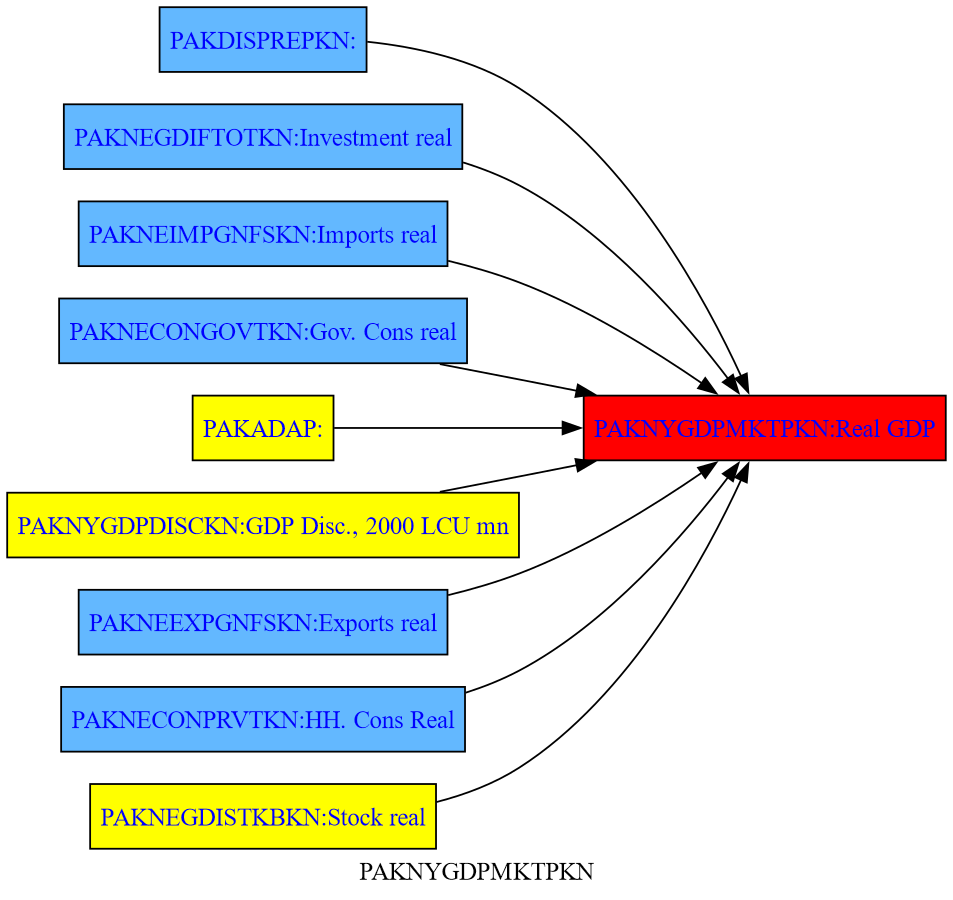 PAKDISPREPKN:
PAKNEGDIFTOTKN:Investment real
PAKNEIMPGNFSKN:Imports real
PAKNECONGOVTKN:Gov. Cons real
PAKADAP:
PAKNYGDPMKTPKN:Real GDP
PAKNYGDPDISCKN:GDP Disc., 2000 LCU mn
PAKNEEXPGNFSKN:Exports real
PAKNECONPRVTKN:HH. Cons Real
PAKNEGDISTKBKN:Stock real
PAKNYGDPMKTPKN